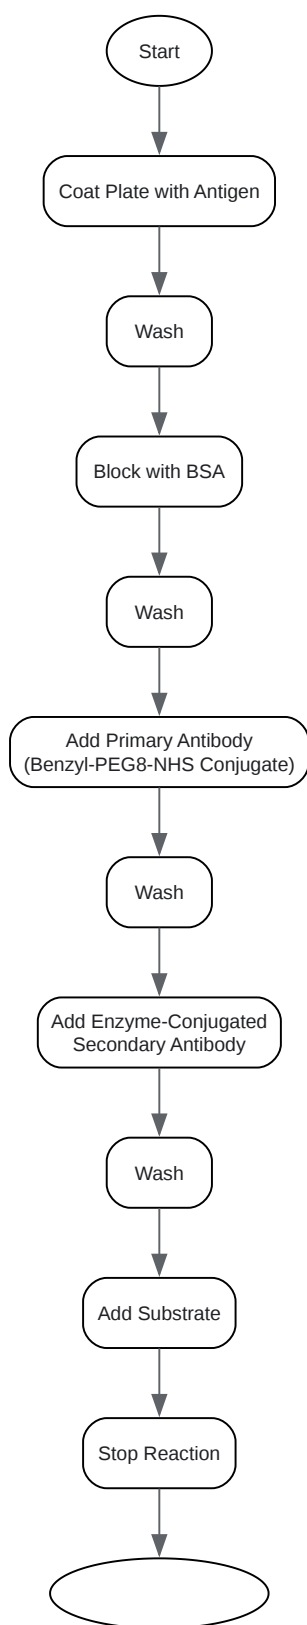 Start
Coat Plate with Antigen
Wash
Block with BSA
Wash
Add Primary Antibody
(Benzyl-PEG8-NHS Conjugate)
Wash
Add Enzyme-Conjugated
Secondary Antibody
Wash
Add Substrate
Stop Reaction